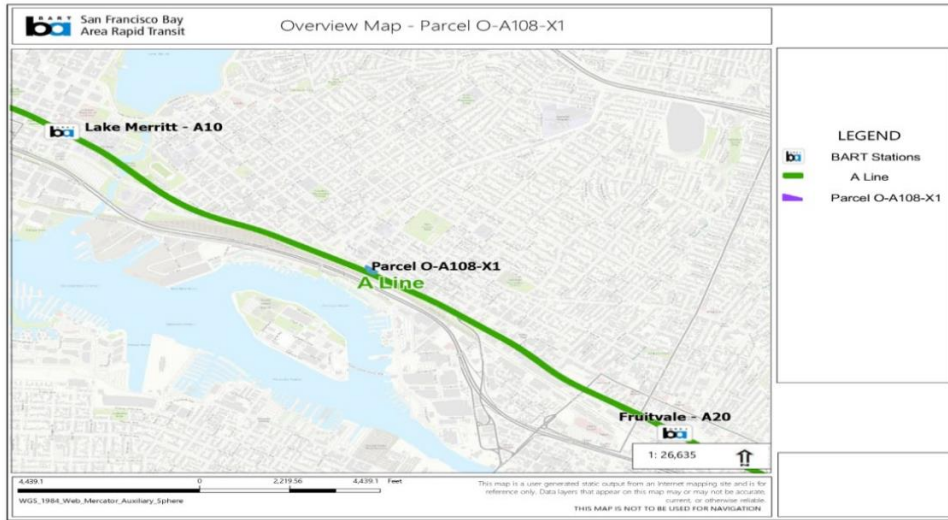 BART
ba
San Francisco Bay
Area Rapid Transit
Overview Map - Parcel O-A108-X1
Lake Merritt - A10
Parcel O-A108-X1
A Line
Fruitvale - A20
1: 26,635
LEGEND
BART Stations
A Line
Parcel O-A108-X1
4,439.1 0 2,219.56 4,439.1 Feet
WGS_1984_Web_Mercator_Auxiliary_Sphere
This map is a user generated static output from an Internet mapping site and is for
reference only. Data layers that appear on this map may or may not be accurate,
current, or otherwise reliable.
THIS MAP IS NOT TO BE USED FOR NAVIGATION